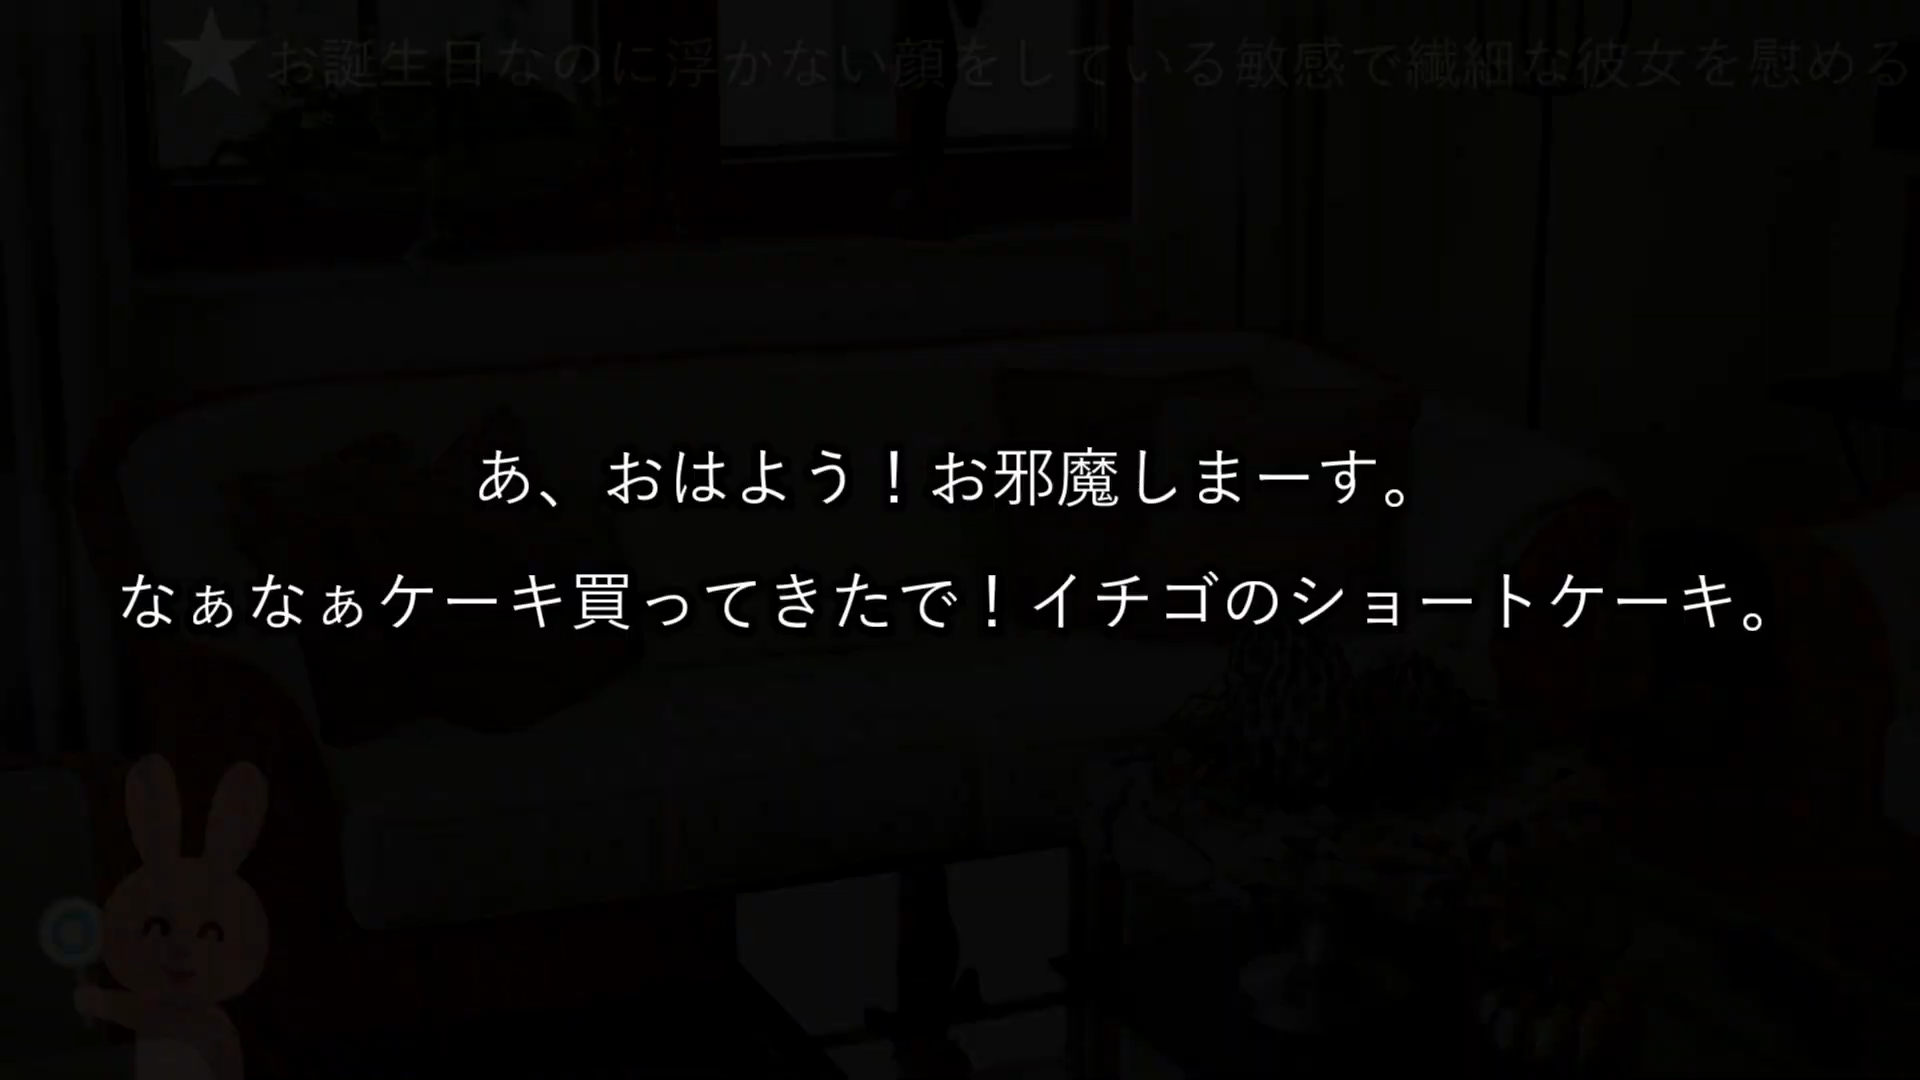 ★お誕生日なのに浮かない顔をしている敏感で繊細な彼女を慰める
あ、おはよう！お邪魔しまーす。
なぁなぁケーキ買ってきたで！イチゴのショートケーキ。